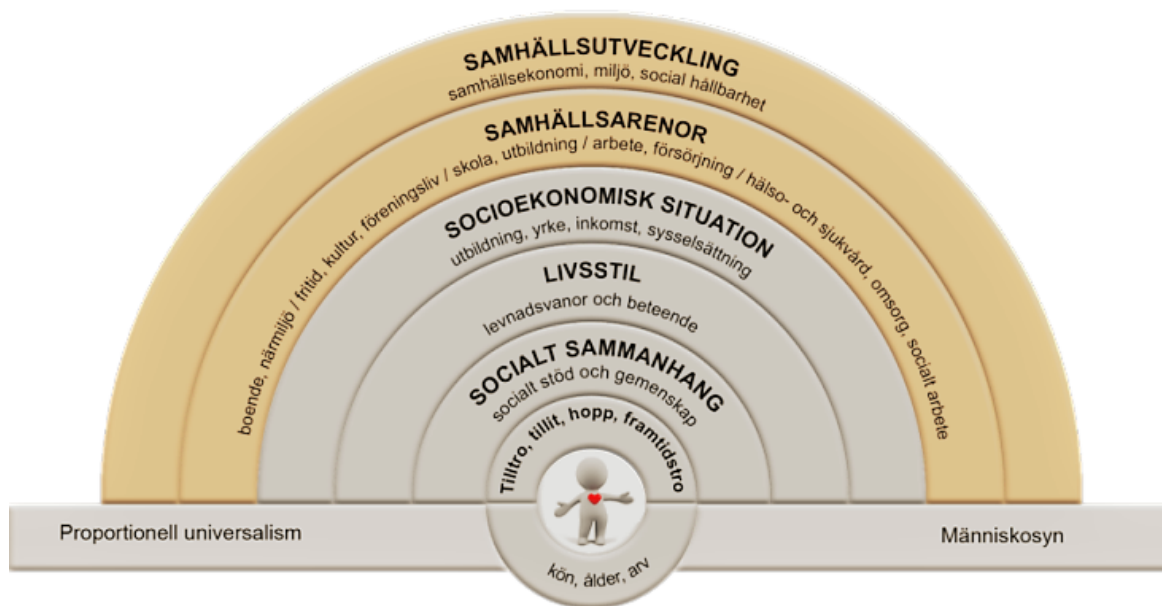 SAMHÄLLSUTVECKLING
samhällsekonomi, miljö, social hållbarhet
SAMHÄLLSARENOR
boende, närmiljö / fritid, kultur, föreningsliv / skola, utbildning / arbete, försörjning / hälso- och sjukvård, omsorg, socialt arbete
SOCIOEKONOMISK SITUATION
utbildning, yrke, inkomst, sysselsättning
LIVSSTIL
levnadsvanor och beteende
SOCIALT SAMMANHANG
socialt stöd och gemenskap
Tilltro, tillit, hopp, framtidstro
Proportionell universalism
Människosyn
kön, ålder, arv